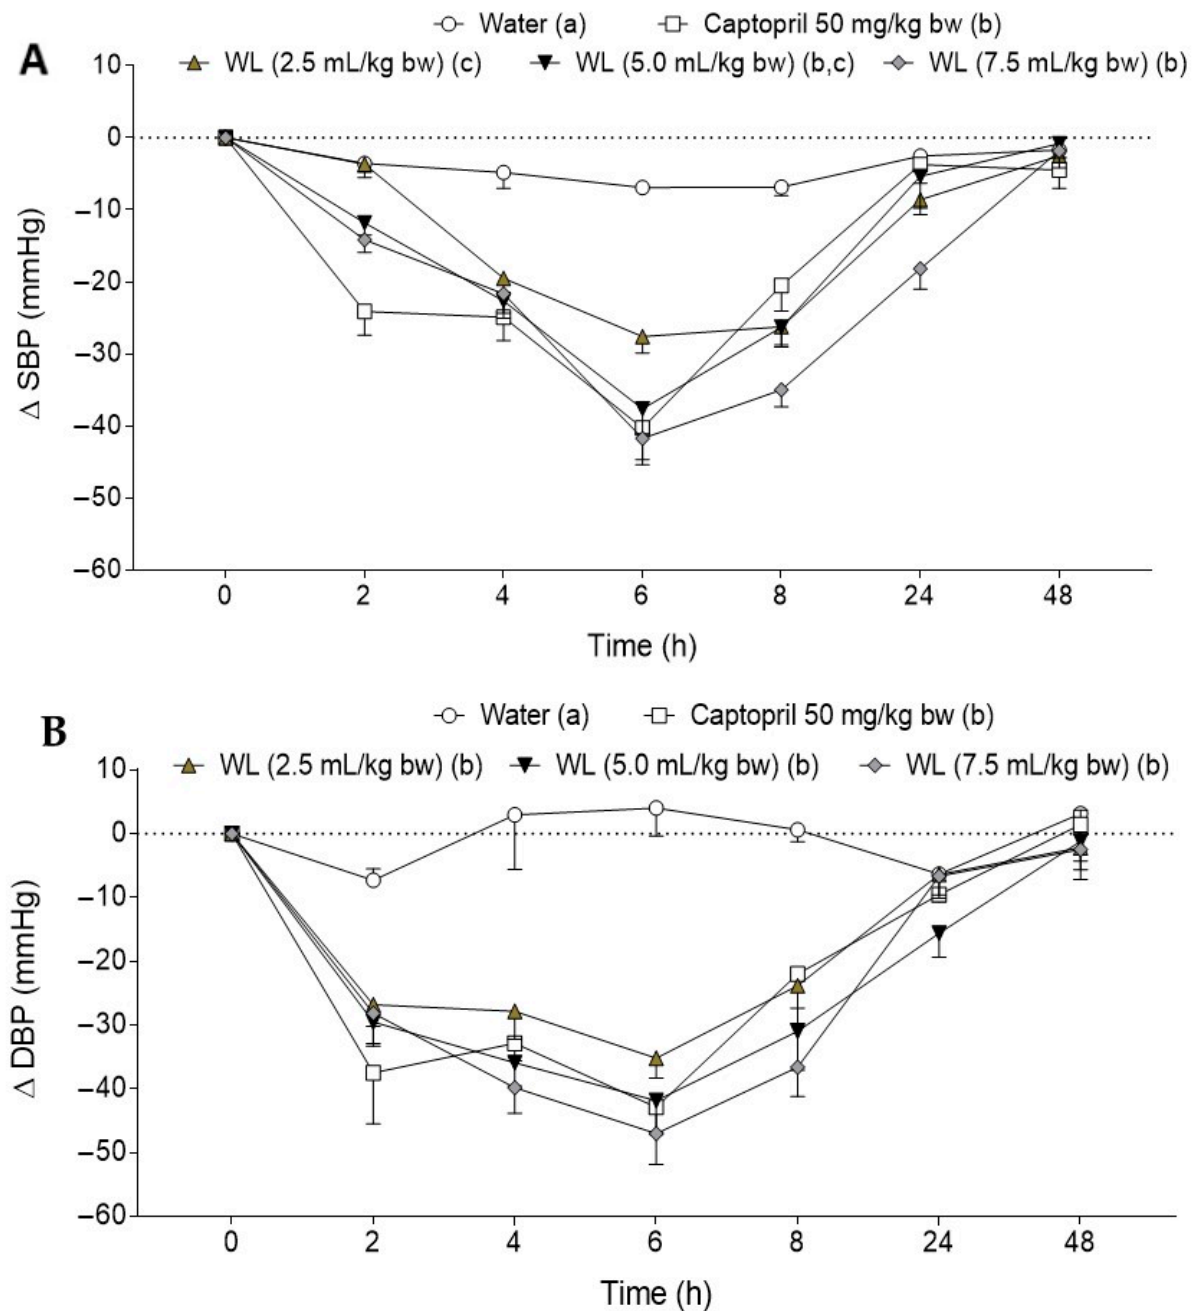 Water (a) Captopril 50 mg/kg bw (b)
A
WL (2.5 mL/kg bw) (c) WL (5.0 mL/kg bw) (b,c) WL (7.5 mL/kg bw) (b)
10
0
–10
–20
–30
–40
–50
–60
Δ SBP (mmHg)
0 2 4 6 8 24 48
Time (h)
Water (a) Captopril 50 mg/kg bw (b)
B
WL (2.5 mL/kg bw) (b) WL (5.0 mL/kg bw) (b) WL (7.5 mL/kg bw) (b)
10
0
–10
–20
–30
–40
–50
–60
Δ DBP (mmHg)
0 2 4 6 8 24 48
Time (h)